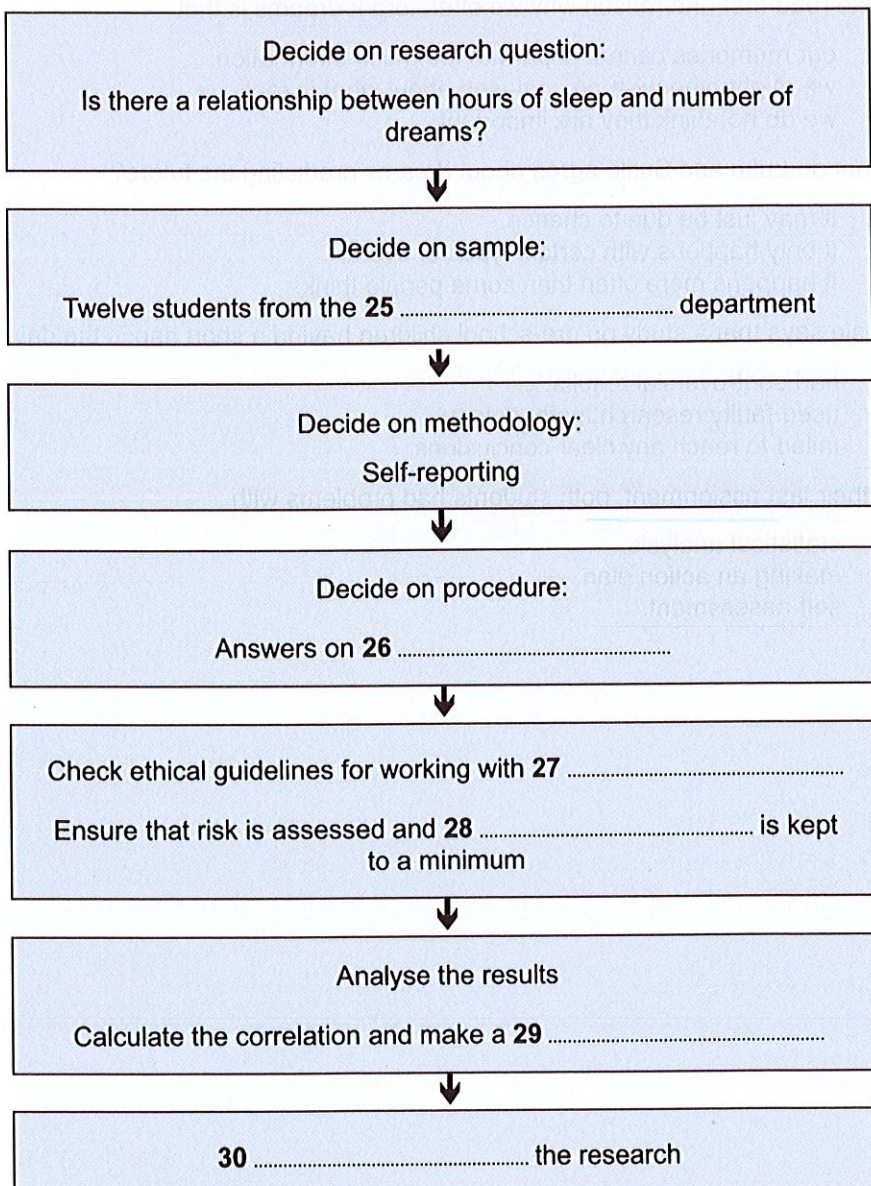 Decide on research question:
Is there a relationship between hours of sleep and number of
dreams?
Decide on sample:
Twelve students from the 25 ................................ department
Decide on methodology:
Self-reporting
Decide on procedure:
Answers on 26 ................................
Check ethical guidelines for working with 27 ................................
Ensure that risk is assessed and 28 ................................ is kept
to a minimum
Analyse the results
Calculate the correlation and make a 29 ................................
30 ................................ the research